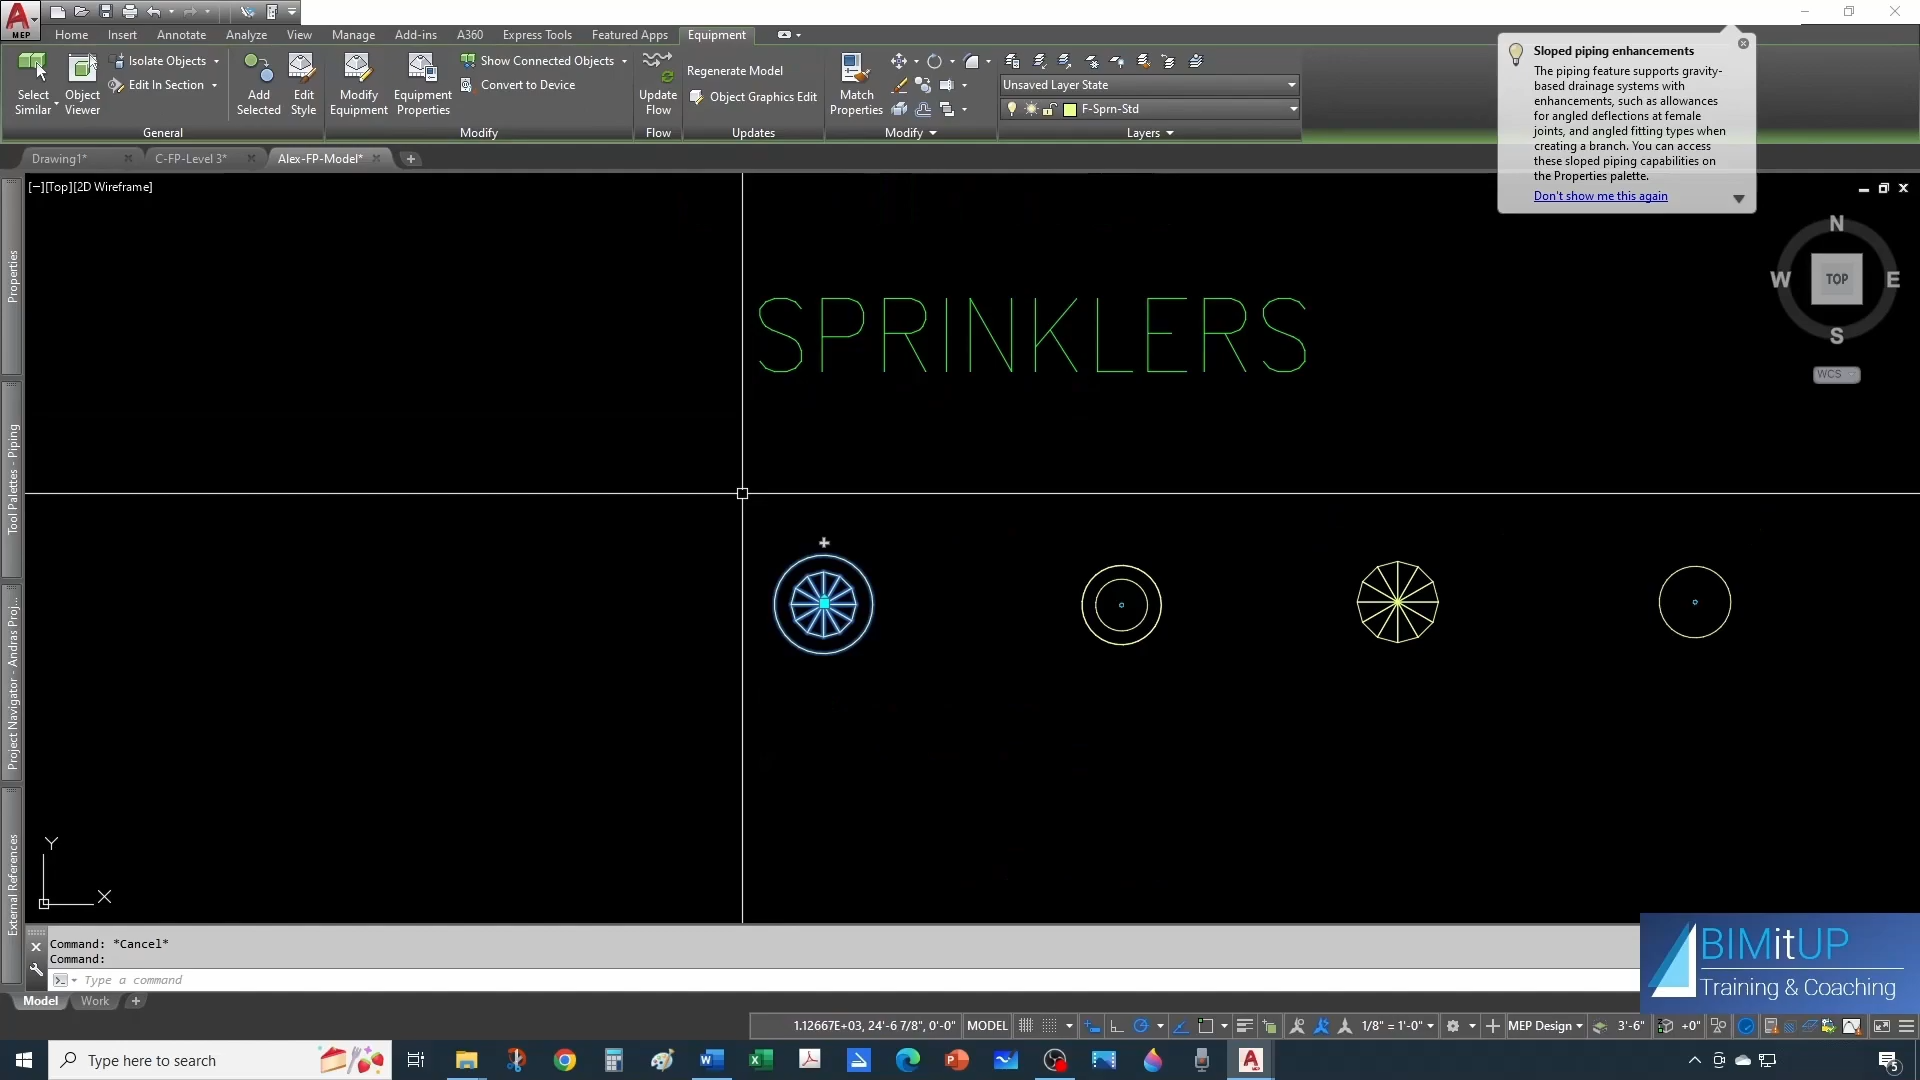 MEP
Home
Insert
Annotate
Analyze
View
Manage
Add-ins
A360
Express Tools
Featured Apps
Equipment
Select Similar
Object Viewer
Isolate Objects
Edit In Section
Add Selected
Edit Style
Modify Equipment
Equipment Properties
Show Connected Objects
Convert to Device
Update Flow
Regenerate Model
Object Graphics Edit
Match Properties
Unsaved Layer State
F-Sprn-Std
General
Modify
Flow
Updates
Modify
Layers
Sloped piping enhancements
The piping feature supports gravity-
based drainage systems with
enhancements, such as allowances
for angled deflections at female
joints, and angled fitting types when
creating a branch. You can access
these sloped piping capabilities on
the Properties palette.
Don't show me this again
Drawing1*
C-FP-Level 3*
Alex-FP-Model*
[−][Top][2D Wireframe]
Properties
Tool Palettes - Piping
Project Navigator - Andras Proj...
External References
SPRINKLERS
N
W
TOP
E
S
WCS
Y
X
Command: *Cancel*
Command:
Type a command
Model
Work
BIMitUP
Training & Coaching
1.12667E+03, 24'-6 7/8", 0'-0"
MODEL
1/8" = 1'-0"
MEP Design
3'-6"
+0"
Type here to search
5